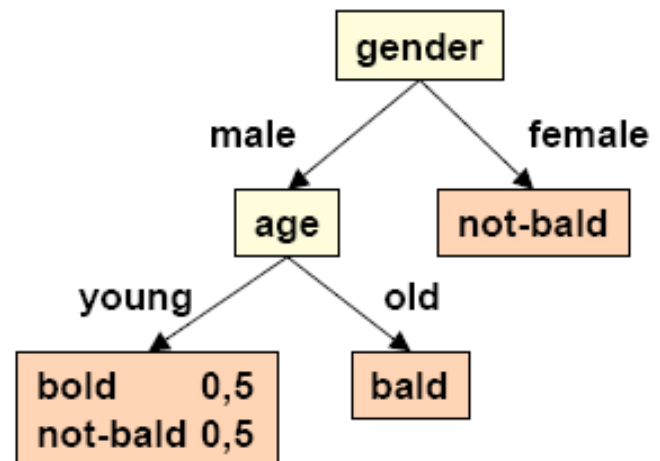 gender
male
female
age
not-bald
young
old
bold 0,5
not-bald 0,5
bald